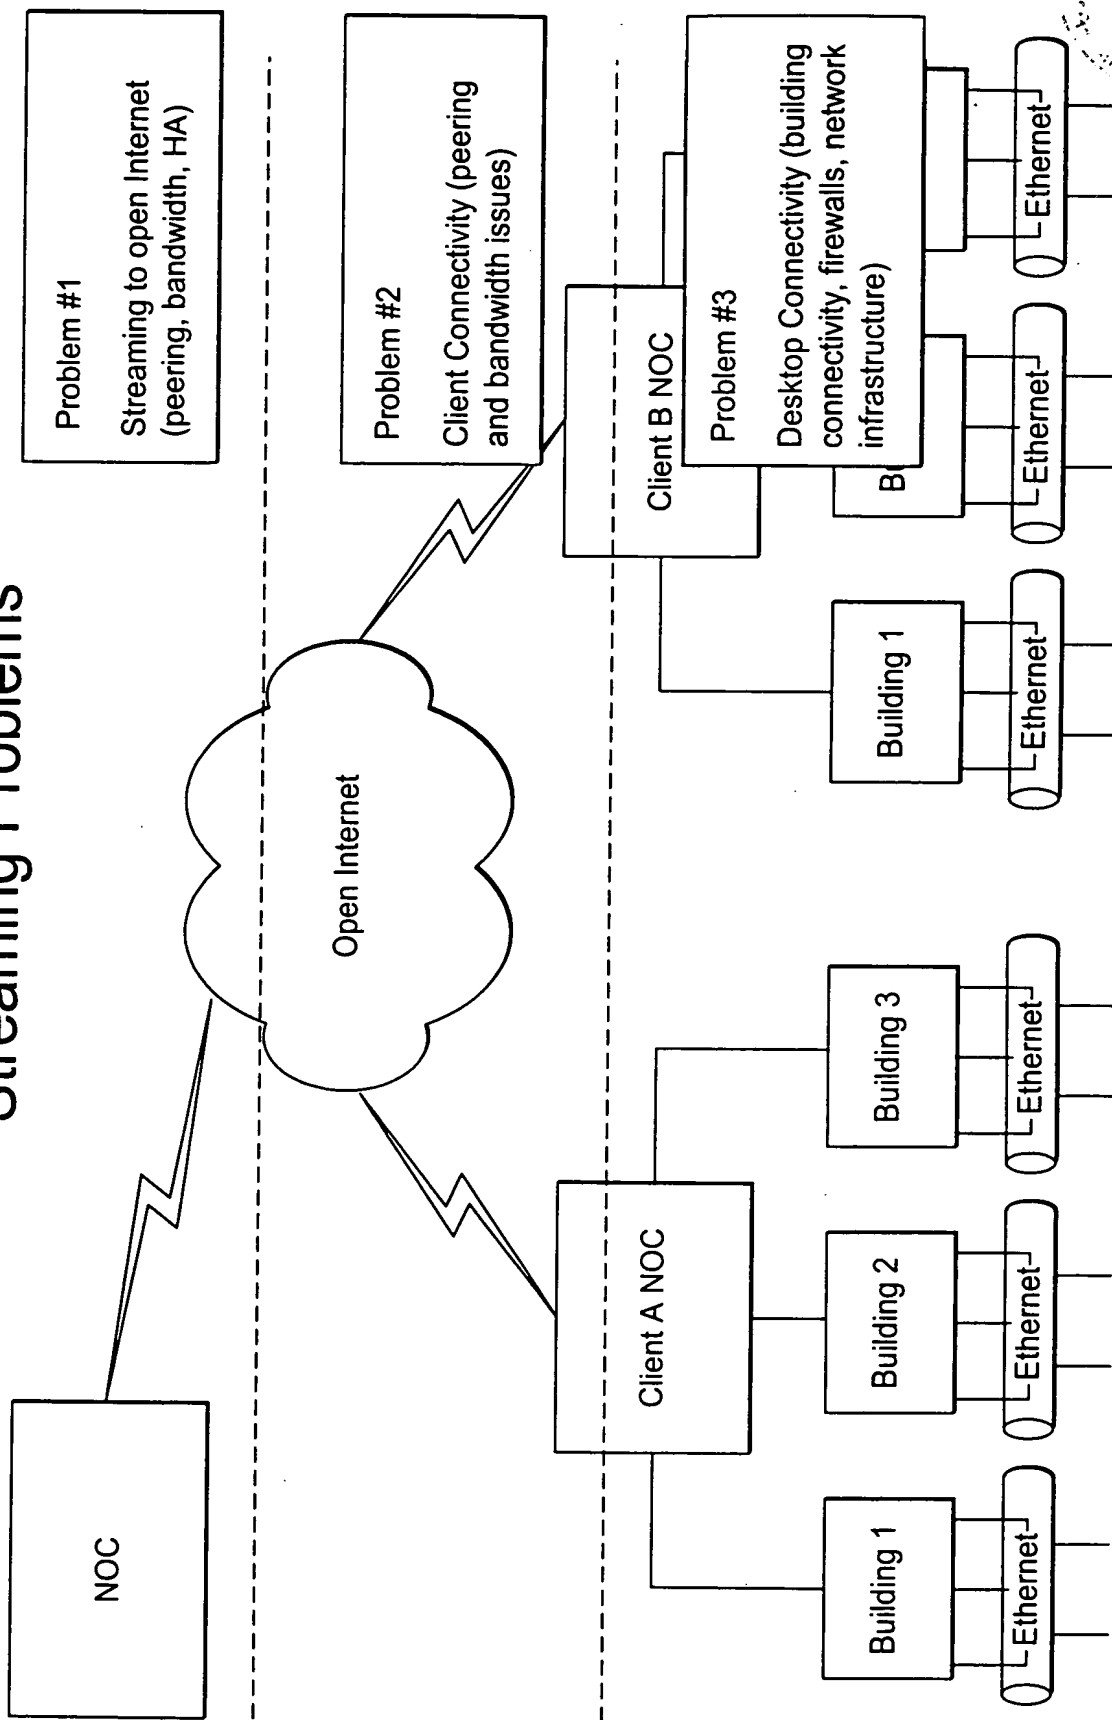 Streaming Problems
NOC
Problem #1
Streaming to open Internet
(peering, bandwidth, HA)
Open Internet
Problem #2
Client Connectivity (peering
and bandwidth issues)
Client A NOC
Client B NOC
Problem #3
Desktop Connectivity (building
connectivity, firewalls, network
infrastructure)
Building 1
Building 2
Building 3
Building 1
Ethernet
Ethernet
Ethernet
Ethernet
Ethernet
Ethernet